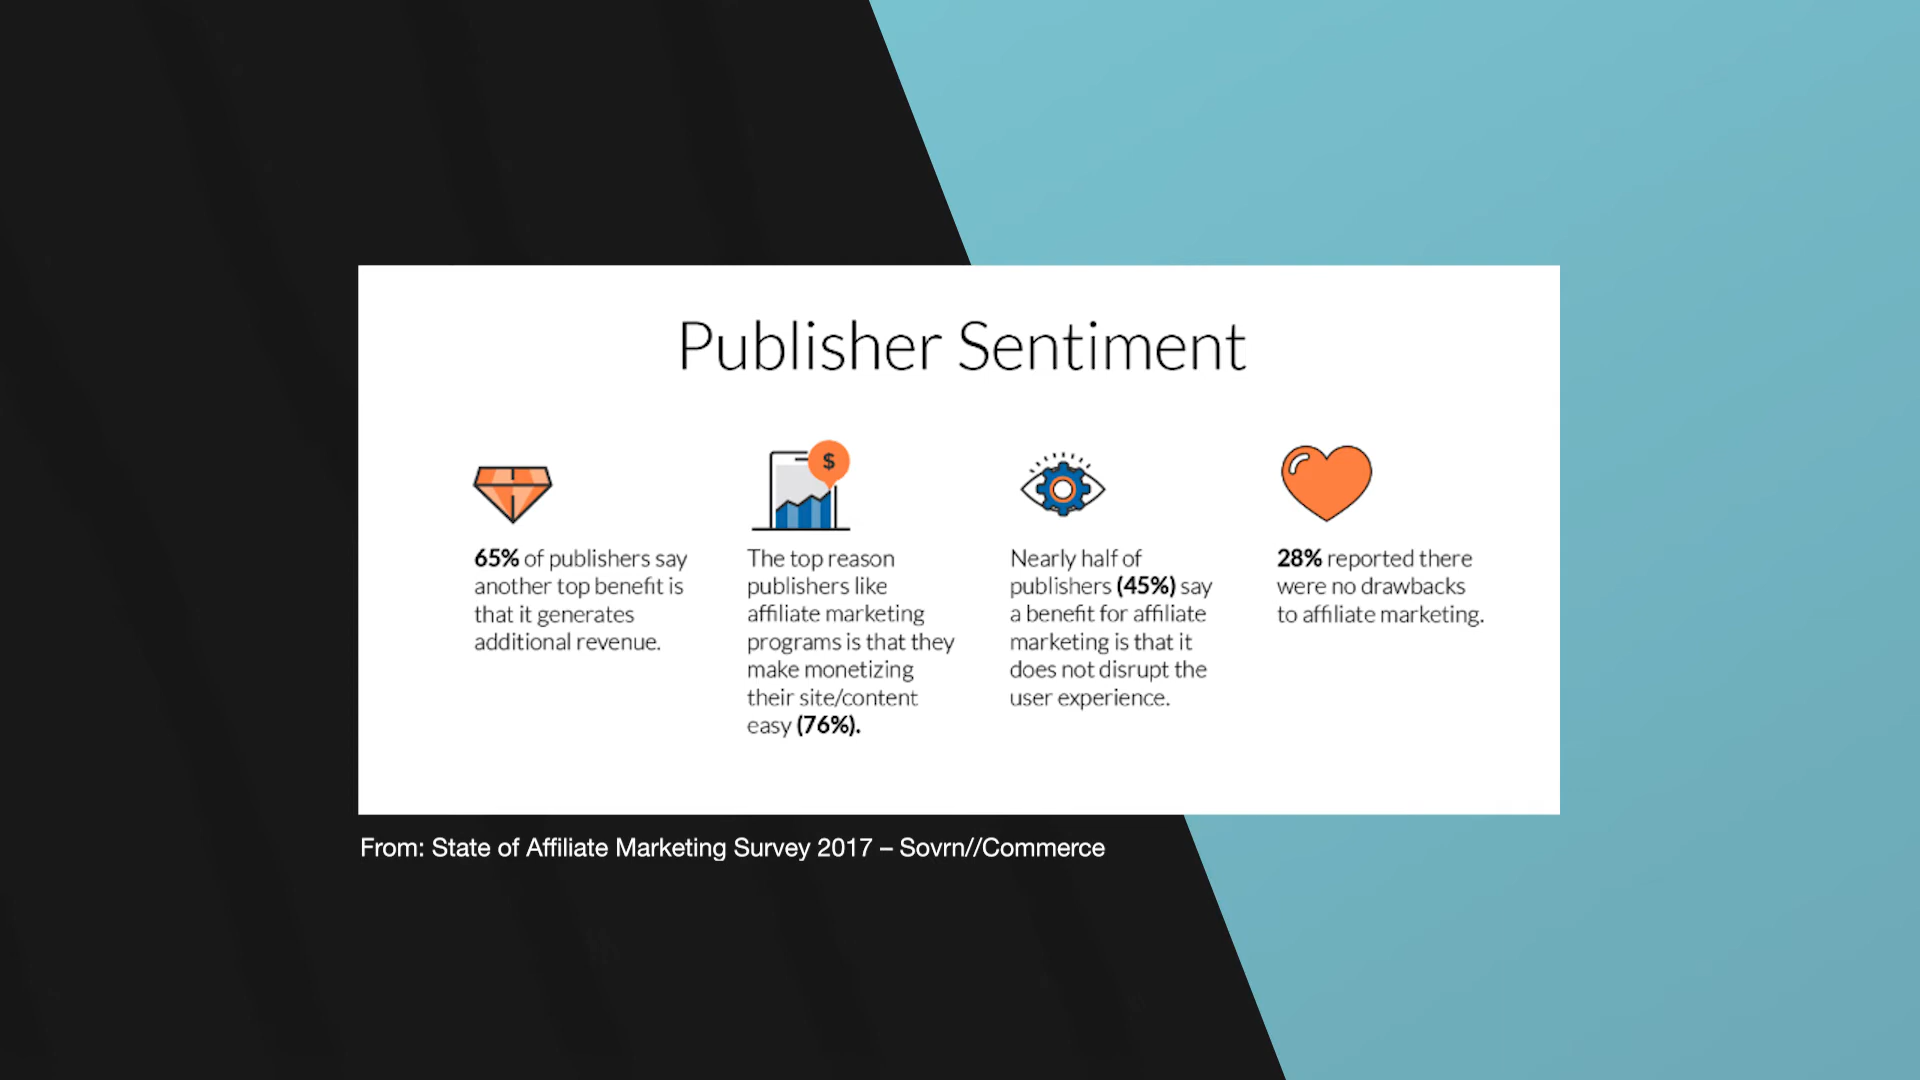 Publisher Sentiment
$
65% of publishers say
another top benefit is
that it generates
additional revenue.
The top reason
publishers like
affiliate marketing
programs is that they
make monetizing
their site/content
easy (76%).
Nearly half of
publishers (45%) say
a benefit for affiliate
marketing is that it
does not disrupt the
user experience.
28% reported there
were no drawbacks
to affiliate marketing.
From: State of Affiliate Marketing Survey 2017 – Sovrn//Commerce